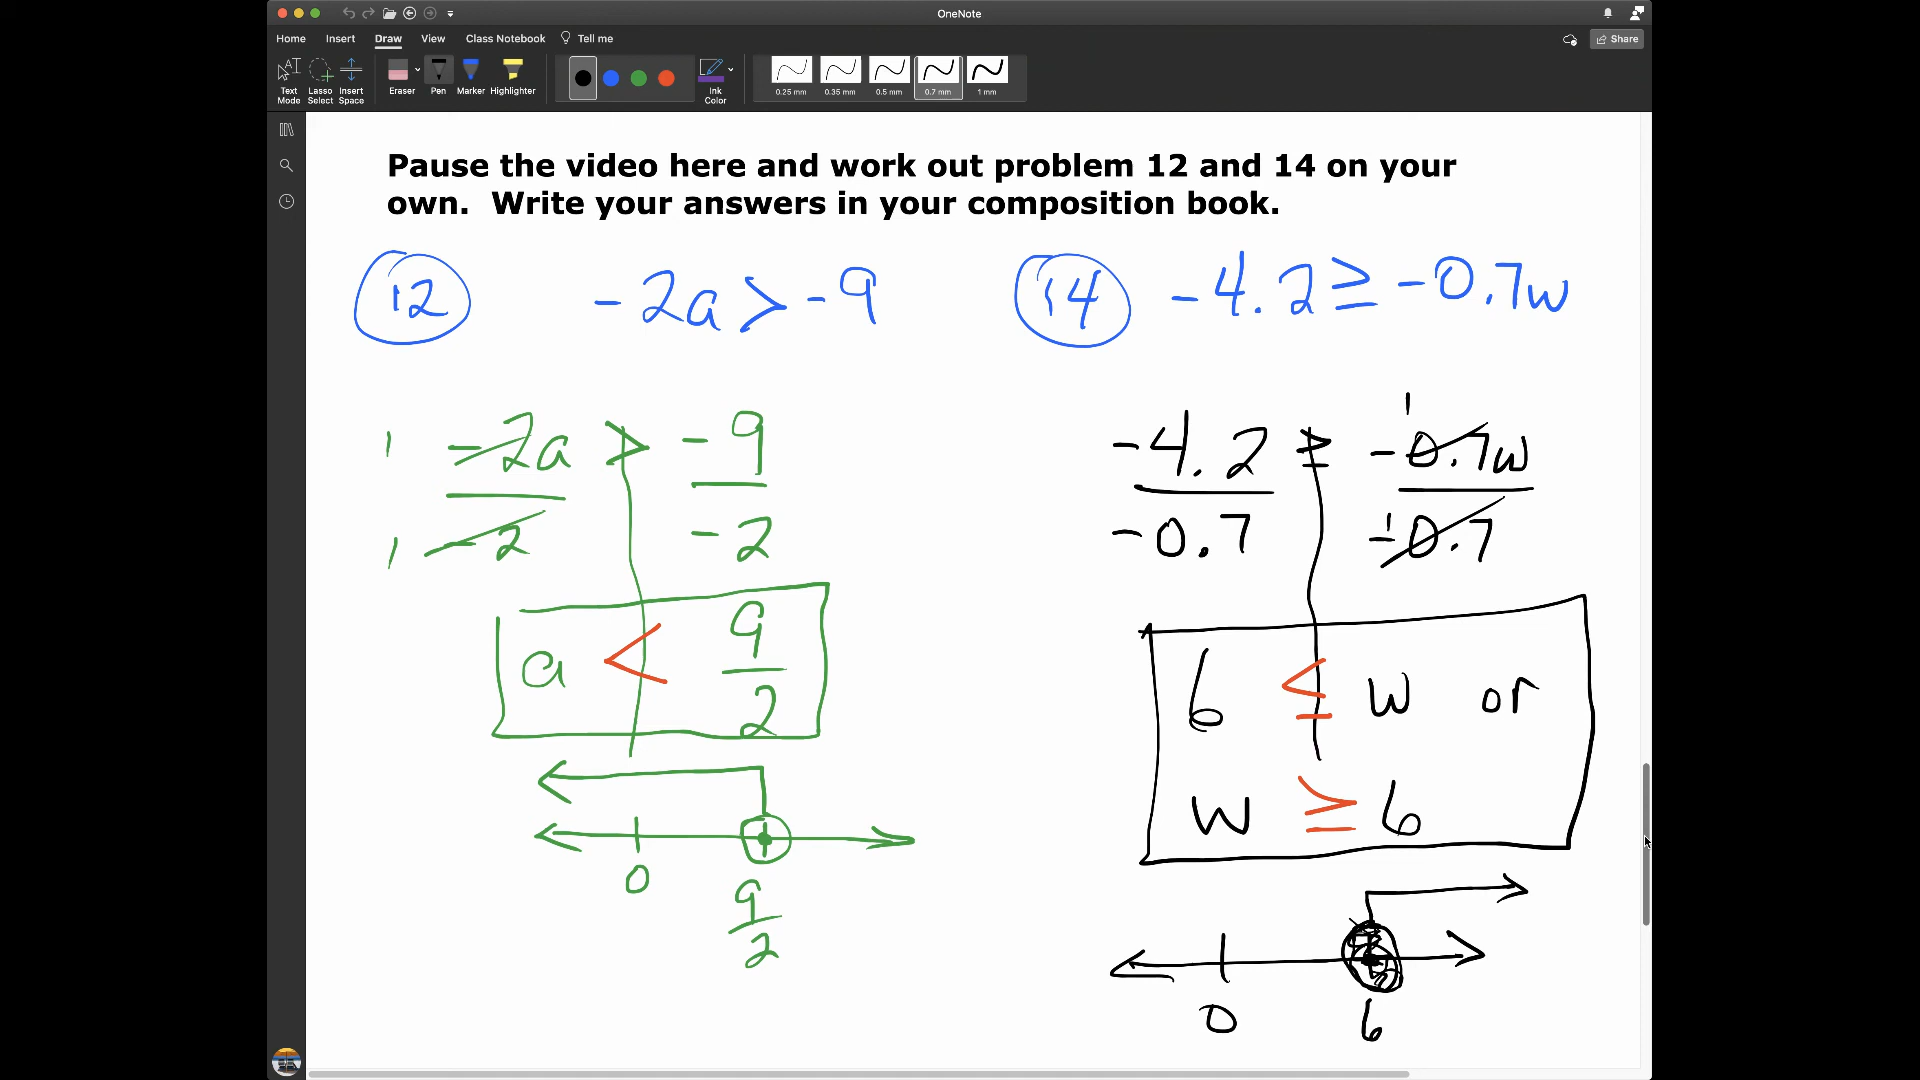 OneNote
Home Insert Draw View Class Notebook Tell me Share
Text Mode Lasso Select Insert Space Eraser Pen Marker Highlighter Ink Color 0.25 mm 0.35 mm 0.5 mm 0.7 mm 1 mm
Pause the video here and work out problem 12 and 14 on your
own. Write your answers in your composition book.
12 -2a > -9
14 -4.2 ≥ -0.7w
1 -2a > -9
1 -2 -2
a < 9/2
0 9/2
1
-4.2 ≥ -0.7w
-0.7 -0.7 1
6 ≤ w or
w ≥ 6
0 6